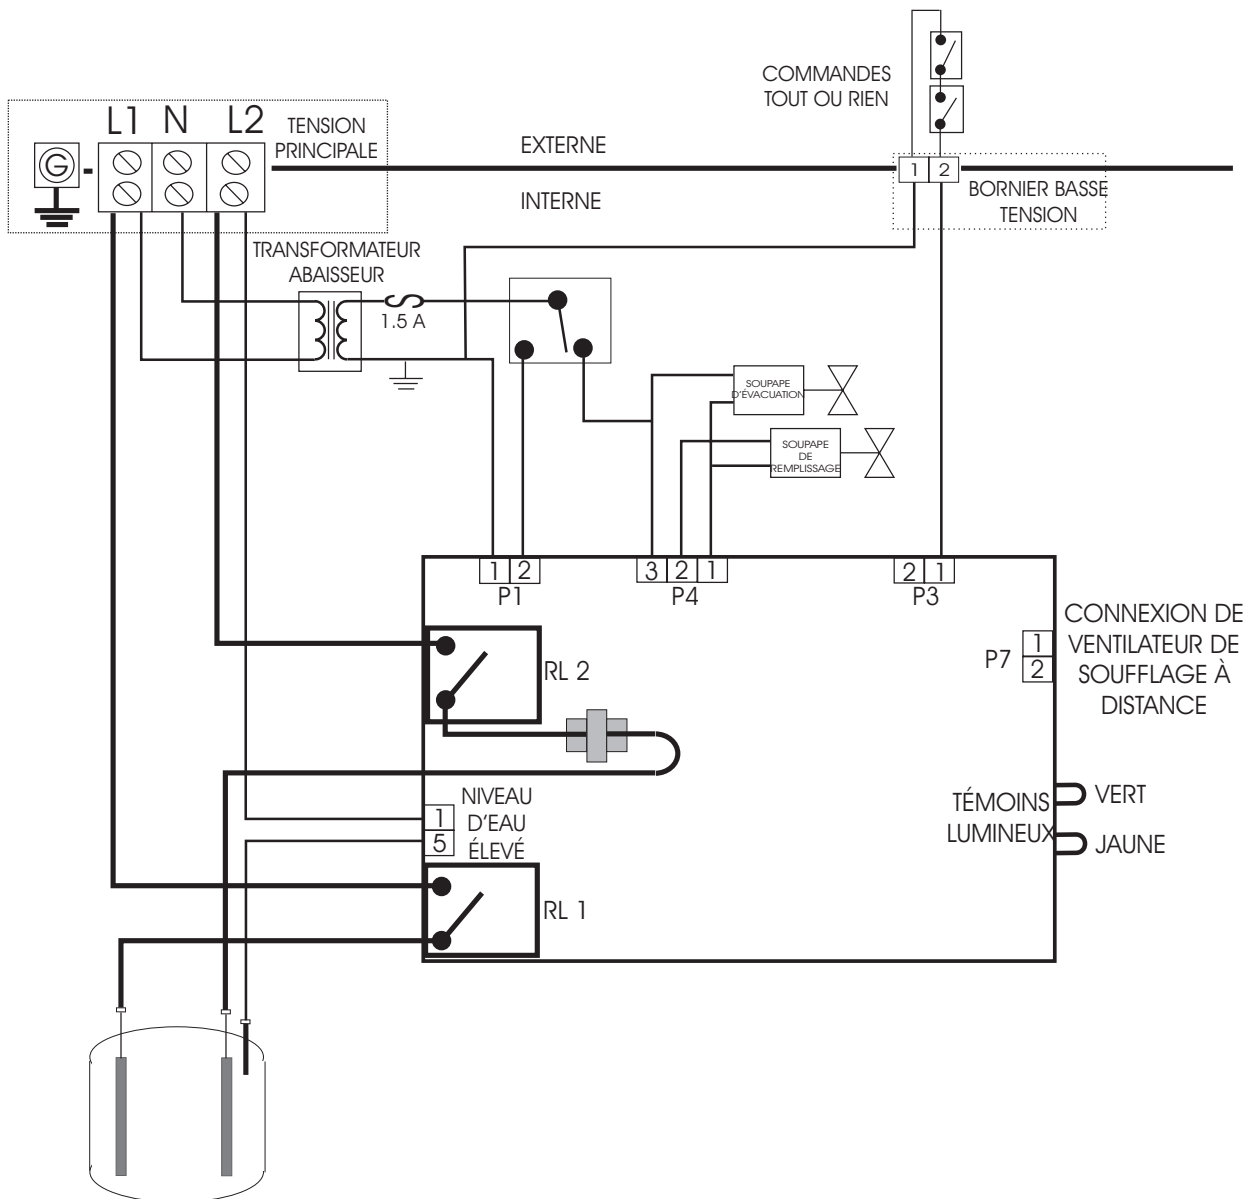 COMMANDES
TOUT OU RIEN
L1 N L2
TENSION
PRINCIPALE
G
EXTERNE
INTERNE
1 2
BORNIER BASSE
TENSION
TRANSFORMATEUR
ABAISSEUR
1.5 A
SOUPAPE
D'ÉVACUATION
SOUPAPE
DE
REMPLISSAGE
1 2
P1
3 2 1
P4
2 1
P3
CONNEXION DE
VENTILATEUR DE
SOUFFLAGE À
DISTANCE
P7
1
2
RL 2
NIVEAU
D'EAU
ÉLEVÉ
1
5
TÉMOINS
LUMINEUX
VERT
JAUNE
RL 1